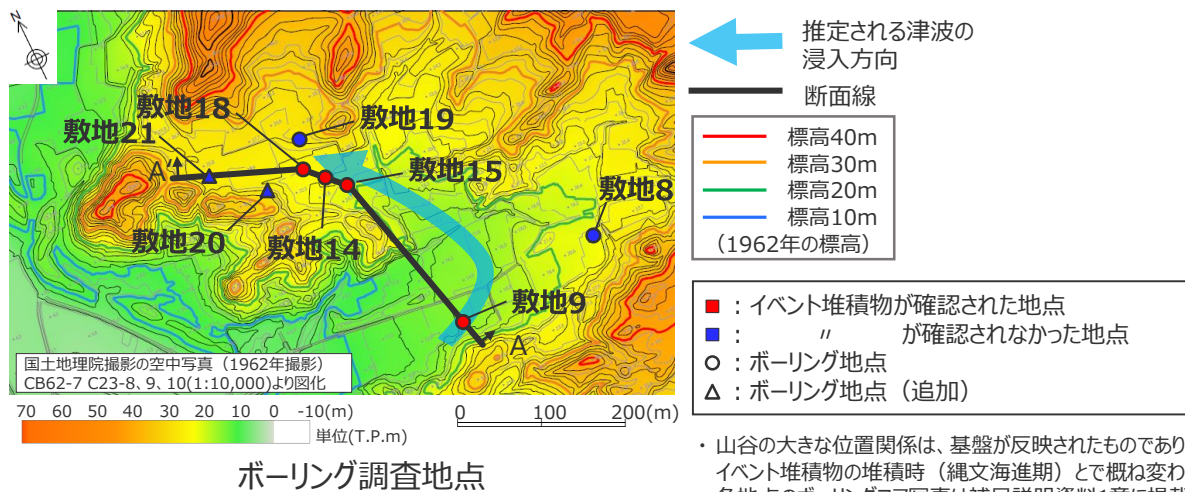 N
敷地18
敷地19
敷地21
敷地15
A'
敷地8
敷地20
敷地14
敷地9
A
国土地理院撮影の空中写真（1962年撮影）
CB62-7 C23-8、9、10(1:10,000)より図化
70 60 50 40 30 20 10 0 -10(m)
単位(T.P.m)
0 100 200(m)
ボーリング調査地点
推定される津波の
浸入方向
断面線
標高40m
標高30m
標高20m
標高10m
（1962年の標高）
■：イベント堆積物が確認された地点
■： 〃 が確認されなかった地点
○：ボーリング地点
△：ボーリング地点（追加）
・ 山谷の大きな位置関係は、基盤が反映されたものであり
イベント堆積物の堆積時（縄文海進期）とで概ね変わ